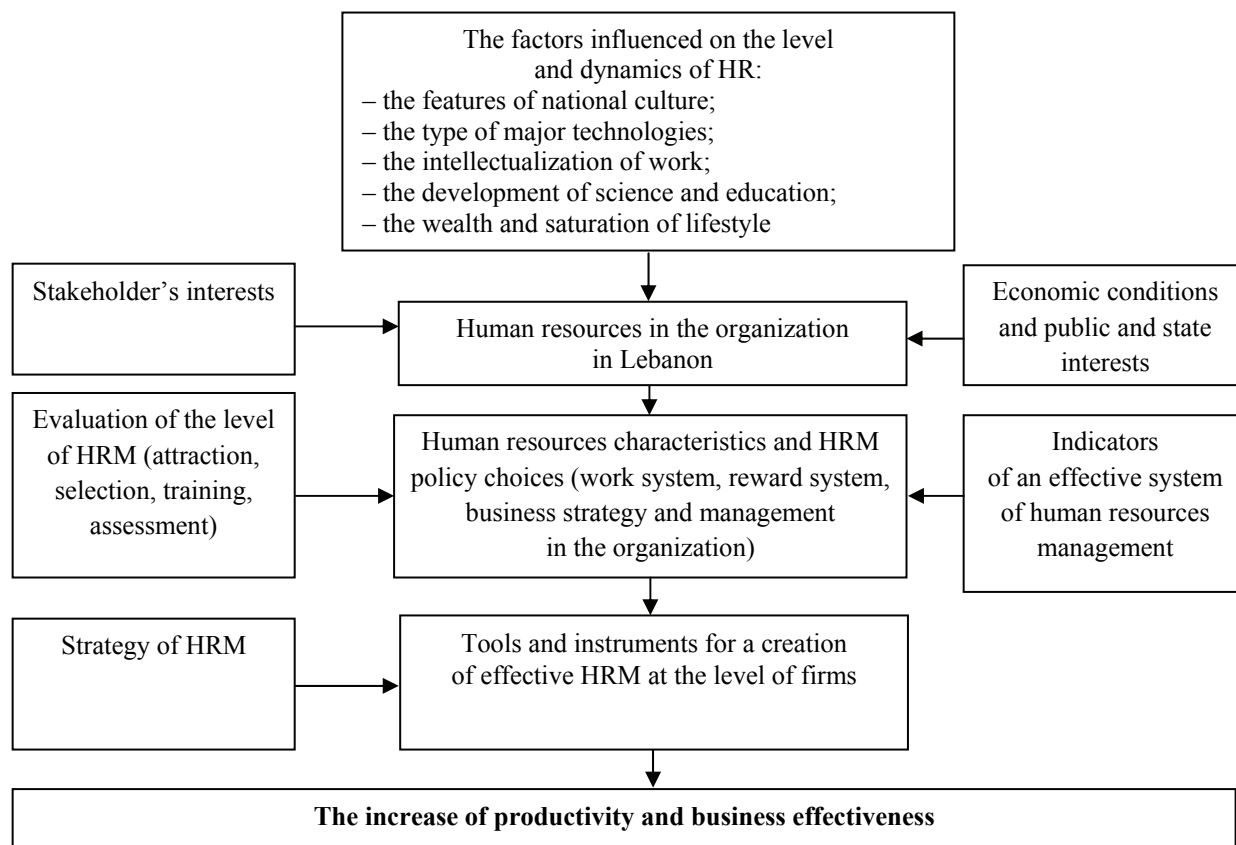 The factors influenced on the level
and dynamics of HR:
– the features of national culture;
– the type of major technologies;
– the intellectualization of work;
– the development of science and education;
– the wealth and saturation of lifestyle
Stakeholder’s interests
Human resources in the organization
in Lebanon
Economic conditions
and public and state
interests
Evaluation of the level
of HRM (attraction,
selection, training,
assessment)
Human resources characteristics and HRM
policy choices (work system, reward system,
business strategy and management
in the organization)
Indicators
of an effective system
of human resources
management
Strategy of HRM
Tools and instruments for a creation
of effective HRM at the level of firms
The increase of productivity and business effectiveness